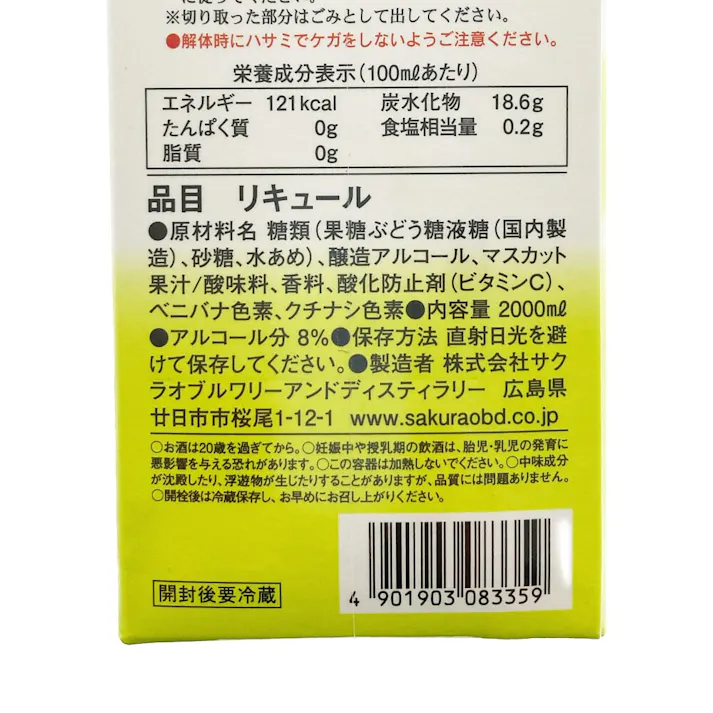 に従ってください。
※切り取った部分はごみとして出してください。
●解体時にハサミでケガをしないようご注意ください。
栄養成分表示(100mlあたり)
エネルギー 121kcal 炭水化物 18.6g
たんぱく質 0g 食塩相当量 0.2g
脂質 0g
品目 リキュール
●原材料名 糖類(果糖ぶどう糖液糖(国内製
造)、砂糖、水あめ)、醸造アルコール、マスカット
果汁/酸味料、香料、酸化防止剤(ビタミンC)、
ベニバナ色素、クチナシ色素●内容量 2000ml
●アルコール分 8%●保存方法 直射日光を避
けて保存してください。●製造者 株式会社サク
ラオブルワリーアンドディスティラリー 広島県
廿日市市桜尾1-12-1 www.sakuraobd.co.jp
○お酒は20歳を過ぎてから。○妊娠中や授乳期の飲酒は、胎児・乳児の発育に
悪影響を与える恐れがあります。○この容器は加熱しないでください。○中味成分
が沈殿したり、浮遊物が生じたりすることがありますが、品質には問題ありません。
○開栓後は冷蔵保存し、お早めにお召し上がりください。
開封後要冷蔵
4 901903 083359